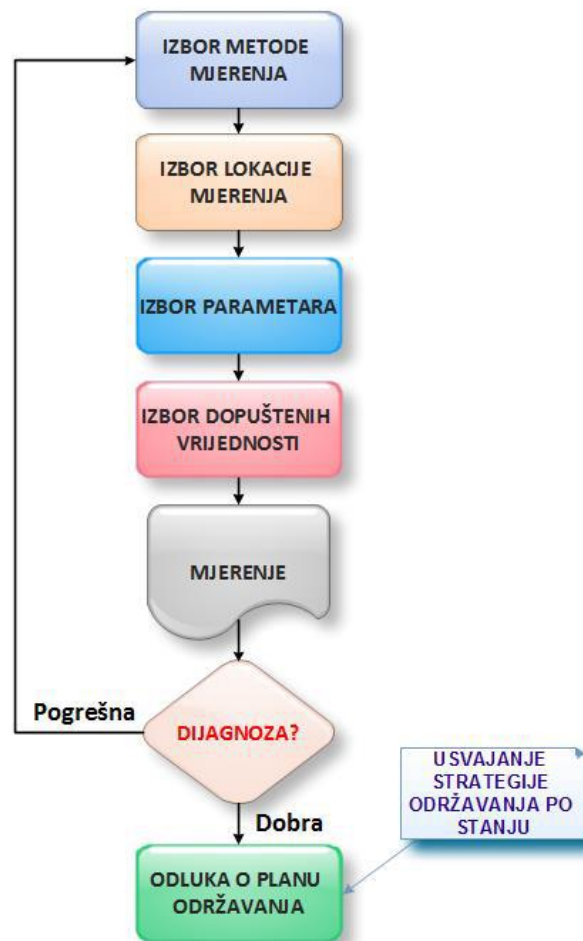 IZBOR METODE
MJERENJA
IZBOR LOKACIJE
MJERENJA
IZBOR PARAMETARA
IZBOR DOPUŠTENIH
VRIJEDNOSTI
MJERENJE
Pogrešna
DIJAGNOZA?
Dobra
USVAJANJE
STRATEGIJE
ODRŽAVANJA PO
STANJU
ODLUKA O PLANU
ODRŽAVANJA